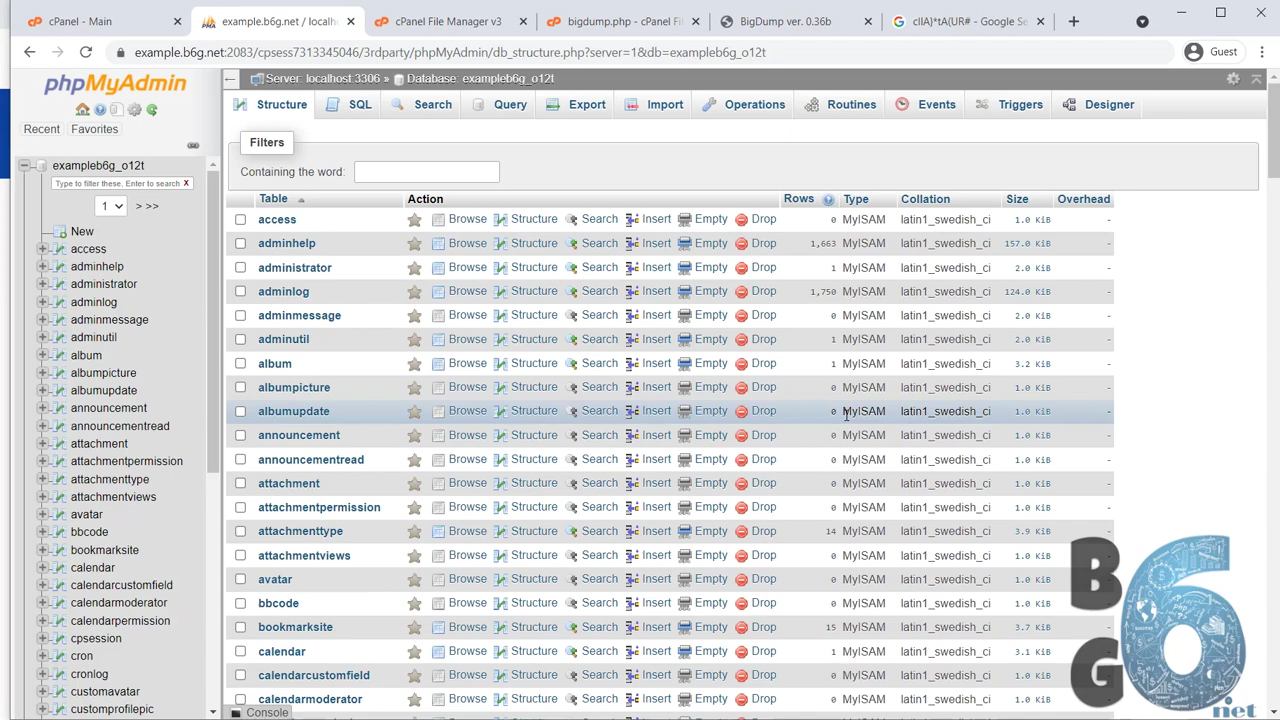 cPanel - Main
example.b6g.net / localh
cPanel File Manager v3
bigdump.php - cPanel F
BigDump ver. 0.36b
cIlA}*tA(UR# - Google Se
example.b6g.net:2083/cpsess7313345046/3rdparty/phpMyAdmin/db_structure.php?server=1&db=exampleb6g_o12t
Guest
phpMyAdmin
Recent Favorites
exampleb6g_o12t
Type to filter these, Enter to search X
1 > >>
New
access
adminhelp
administrator
adminlog
adminmessage
adminutil
album
albumpicture
albumupdate
announcement
announcementread
attachment
attachmentpermission
attachmenttype
attachmentviews
avatar
bbcode
bookmarksite
calendar
calendarcustomfield
calendarmoderator
calendarpermission
cpsession
cron
cronlog
customavatar
customprofilepic
Server: localhost:3306 » Database: exampleb6g_o12t
Structure SQL Search Query Export Import Operations Routines Events Triggers Designer
Filters
Containing the word:
Table Action Rows Type Collation Size Overhead
access Browse Structure Search Insert Empty Drop 0 MyISAM latin1_swedish_ci 1.0 KiB -
adminhelp Browse Structure Search Insert Empty Drop 1,663 MyISAM latin1_swedish_ci 157.0 KiB -
administrator Browse Structure Search Insert Empty Drop 1 MyISAM latin1_swedish_ci 2.0 KiB -
adminlog Browse Structure Search Insert Empty Drop 1,750 MyISAM latin1_swedish_ci 124.0 KiB -
adminmessage Browse Structure Search Insert Empty Drop 0 MyISAM latin1_swedish_ci 2.0 KiB -
adminutil Browse Structure Search Insert Empty Drop 1 MyISAM latin1_swedish_ci 1.0 KiB -
album Browse Structure Search Insert Empty Drop 1 MyISAM latin1_swedish_ci 3.2 KiB -
albumpicture Browse Structure Search Insert Empty Drop 0 MyISAM latin1_swedish_ci 1.0 KiB -
albumupdate Browse Structure Search Insert Empty Drop 0 MyISAM latin1_swedish_ci 1.0 KiB -
announcement Browse Structure Search Insert Empty Drop 0 MyISAM latin1_swedish_ci 1.0 KiB -
announcementread Browse Structure Search Insert Empty Drop 0 MyISAM latin1_swedish_ci 1.0 KiB -
attachment Browse Structure Search Insert Empty Drop 0 MyISAM latin1_swedish_ci 1.0 KiB -
attachmentpermission Browse Structure Search Insert Empty Drop 0 MyISAM latin1_swedish_ci 1.0 KiB -
attachmenttype Browse Structure Search Insert Empty Drop 14 MyISAM latin1_swedish_ci 3.9 KiB -
attachmentviews Browse Structure Search Insert Empty Drop 0 MyISAM latin1_swedish_ci 1.0 KiB -
avatar Browse Structure Search Insert Empty Drop 0 MyISAM latin1_swedish_ci 1.0 KiB -
bbcode Browse Structure Search Insert Empty Drop 0 MyISAM latin1_swedish_ci 1.0 KiB -
bookmarksite Browse Structure Search Insert Empty Drop 15 MyISAM latin1_swedish_ci 3.7 KiB -
calendar Browse Structure Search Insert Empty Drop 1 MyISAM latin1_swedish_ci 3.1 KiB -
calendarcustomfield Browse Structure Search Insert Empty Drop 0 MyISAM latin1_swedish_ci 1.0 KiB -
calendarmoderator Browse Structure Search Insert Empty Drop 0 MyISAM latin1_swedish_ci 1.0 KiB
Console
B6G
net